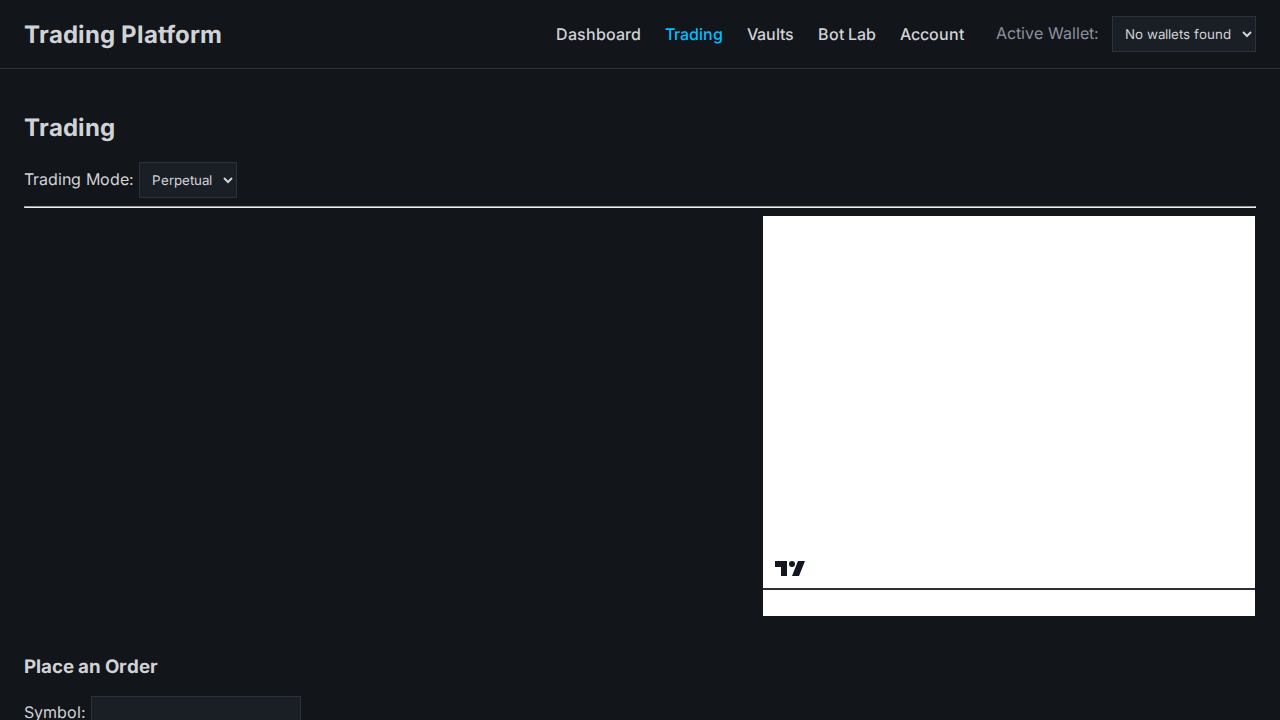 Trading Platform
Dashboard
Trading
Vaults
Bot Lab
Account
Active Wallet:
No wallets found
Trading
Trading Mode:
Perpetual
Place an Order
Symbol: